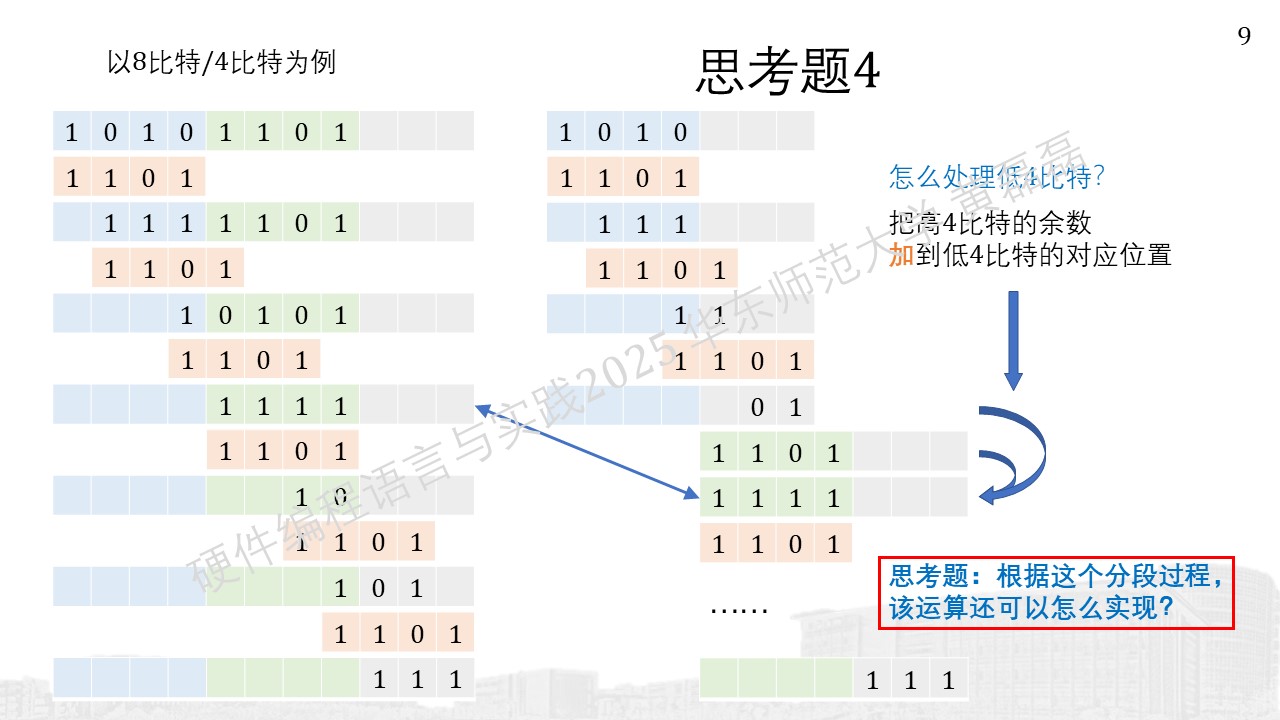 9
以8比特/4比特为例
思考题4
1 0 1 0 1 1 0 1
1 1 0 1
1 1 1 1 1 0 1
1 1 0 1
1 0 1 0 1
1 1 0 1
1 1 1 1
1 1 0 1
1 0
1 1 0 1
1 0 1
1 1 0 1
1 1 1
1 0 1 0
1 1 0 1
1 1 1
1 1 0 1
1 1
1 1 0 1
0 1
1 1 0 1
1 1 1 1
1 1 0 1
……
1 1 1
怎么处理低4比特?
把高4比特的余数
加到低4比特的对应位置
思考题：根据这个分段过程，
该运算还可以怎么实现?
硬件编程语言与实践2025 华东师范大学 黄磊磊